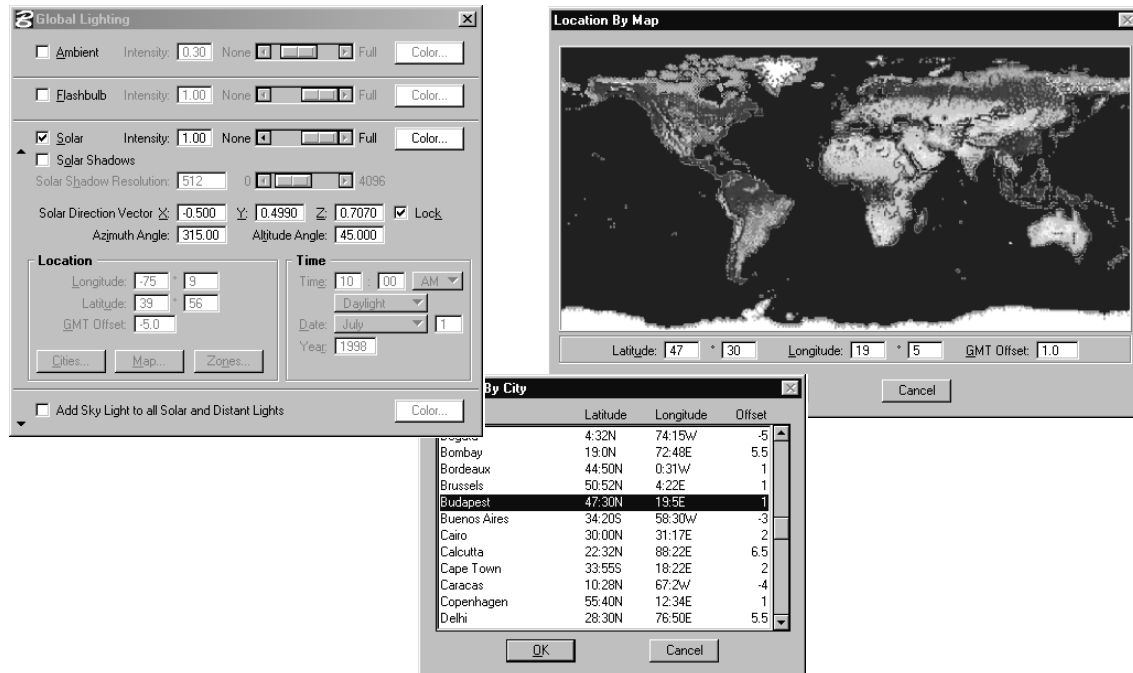 Global Lighting
Ambient Intensity: 0.30 None Full Color...
Flashbulb Intensity: 1.00 None Full Color...
Solar Intensity: 1.00 None Full Color...
Solar Shadows
Solar Shadow Resolution: 512 0 4096
Solar Direction Vector X: -0.500 Y: 0.4990 Z: 0.7070 Lock
Azimuth Angle: 315.00 Altitude Angle: 45.000
Location
Longitude: -75 ° 9
Latitude: 39 ° 56
GMT Offset: -5.0
Cities... Map... Zones...
Time
Time: 10 : 00 AM
Daylight
Date: July 1
Year: 1998
Add Sky Light to all Solar and Distant Lights Color...
Location By Map
Latitude: 47 ° 30 Longitude: 19 ° 5 GMT Offset: 1.0
Cancel
By City
Latitude Longitude Offset
4:32N 74:15W -5
Bombay 19:0N 72:48E 5.5
Bordeaux 44:50N 0:31W 1
Brussels 50:52N 4:22E 1
Budapest 47:30N 19:5E 1
Buenos Aires 34:20S 58:30W -3
Cairo 30:00N 31:17E 2
Calcutta 22:32N 88:22E 6.5
Cape Town 33:55S 18:22E 2
Caracas 10:28N 67:2W -4
Copenhagen 55:40N 12:34E 1
Delhi 28:30N 76:50E 5.5
OK Cancel